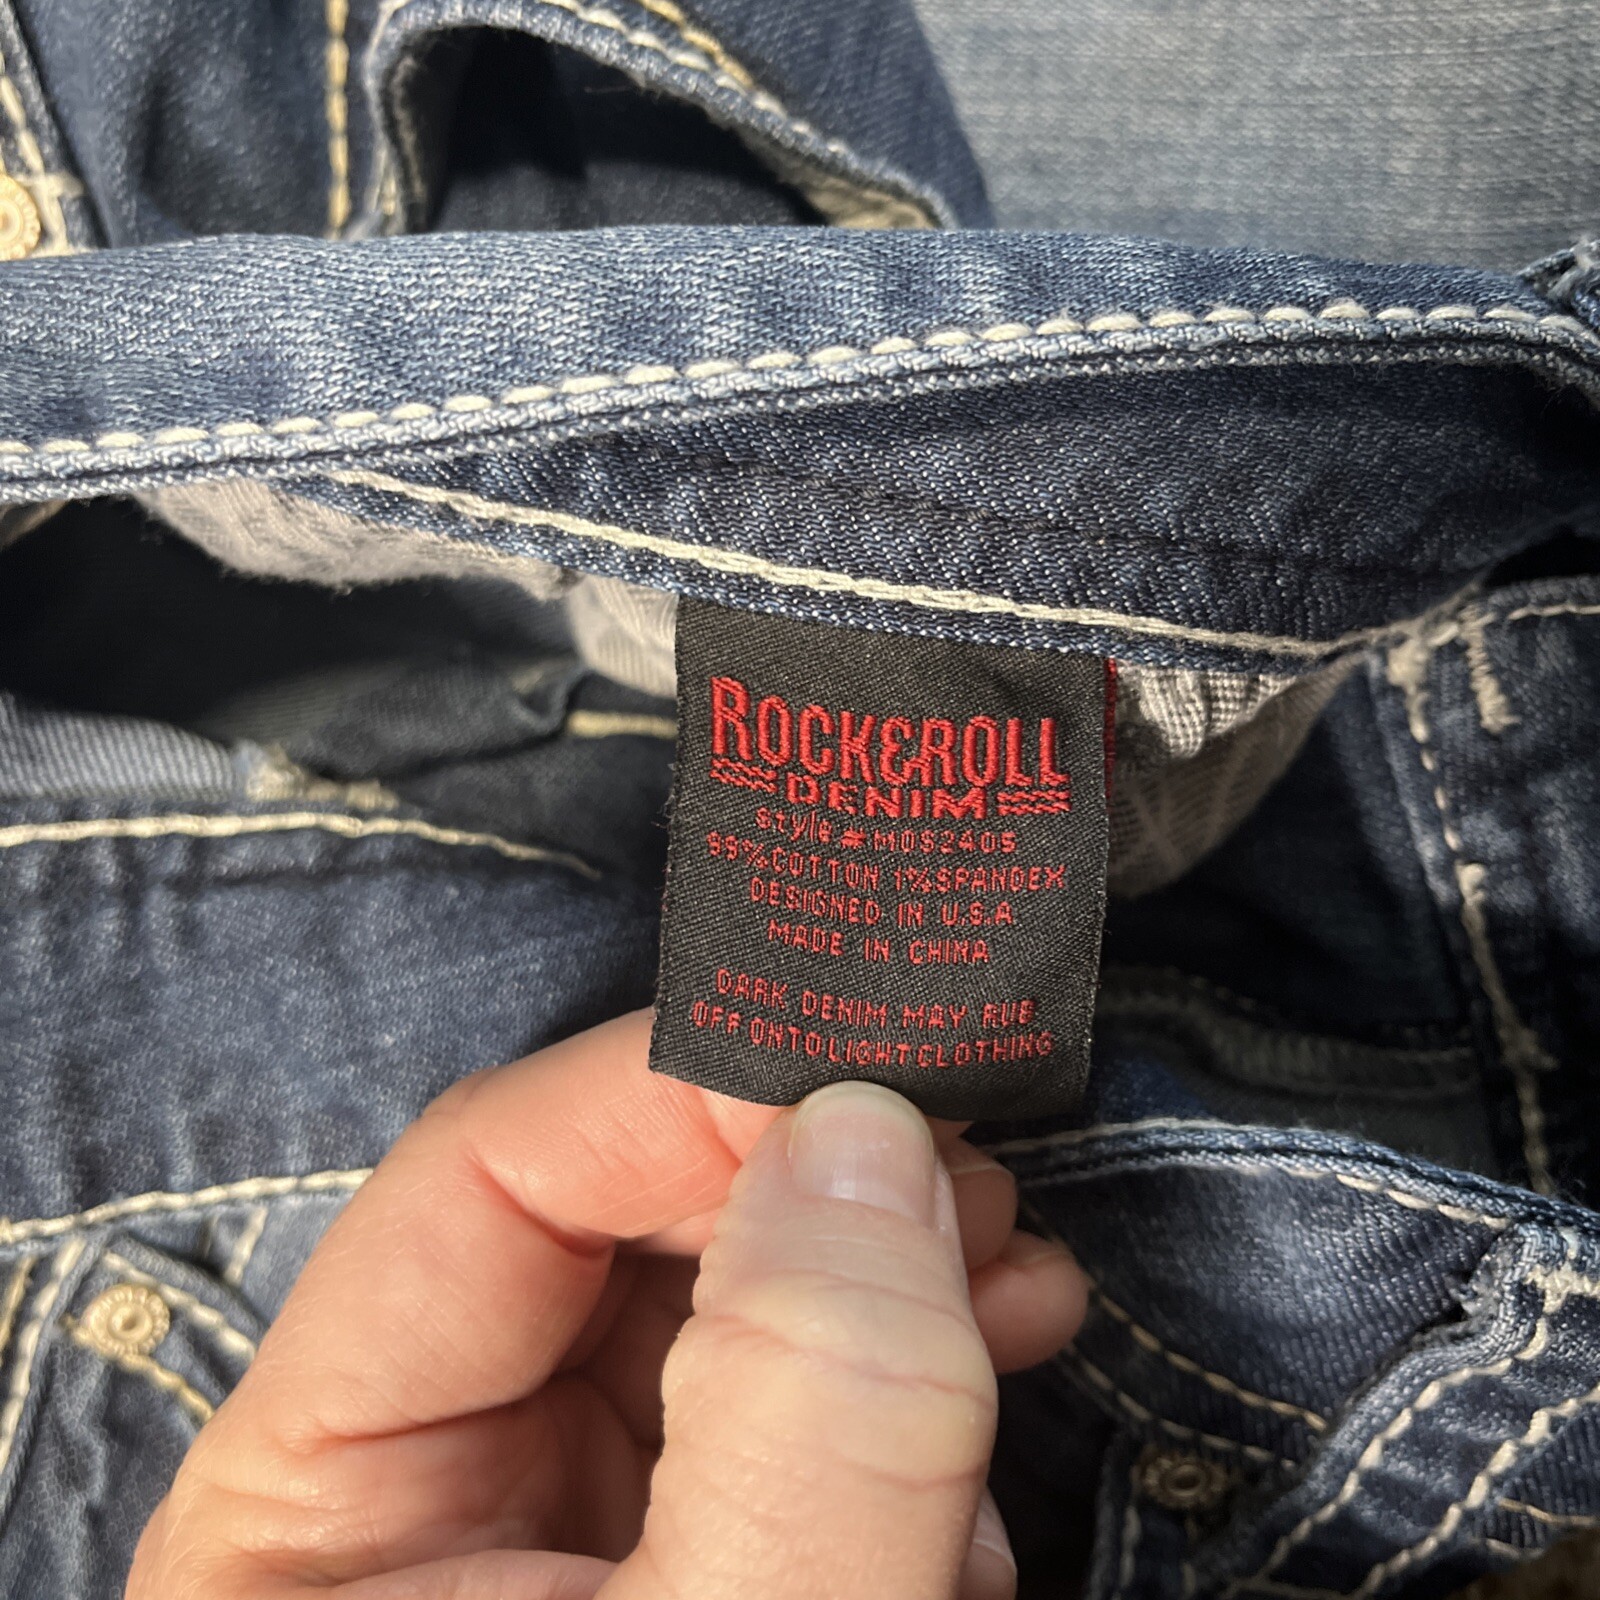 ROCK&ROLL
DENIM
style # M0S2405
99% COTTON 1% SPANDEX
DESIGNED IN U.S.A
MADE IN CHINA
DARK DENIM MAY RUB
OFF ONTO LIGHT CLOTHING